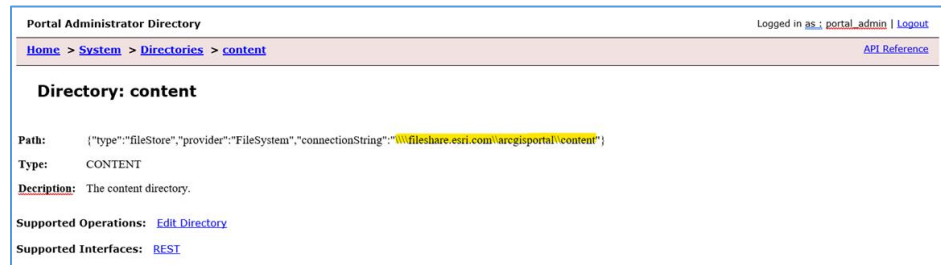 Portal Administrator Directory Logged in as : portal_admin | Logout
Home > System > Directories > content API Reference
Directory: content
Path: {"type":"fileStore","provider":"FileSystem","connectionString":"\\\\fileshare.esri.com\\arcgisportal\\content"}
Type: CONTENT
Decription: The content directory.
Supported Operations: Edit Directory
Supported Interfaces: REST